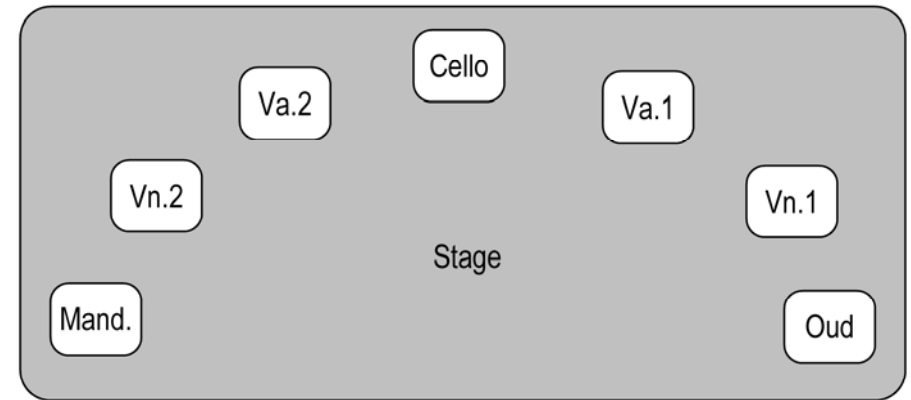 Cello
Va.2
Va.1
Vn.2
Vn.1
Stage
Mand.
Oud